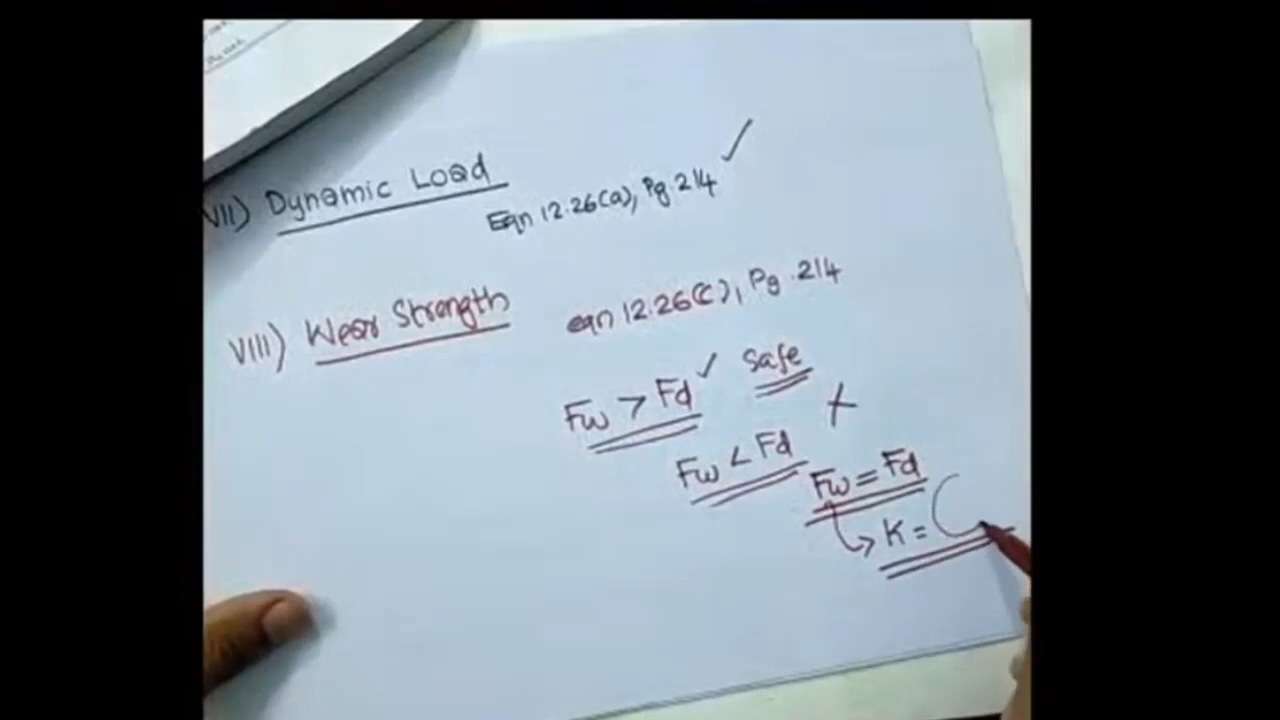 VII) Dynamic Load
Eqn 12.26(a), Pg.214 ✓
VIII) Wear Strength
eqn 12.26(c), Pg.214
Fw > Fd ✓ Safe
Fw < Fd ✗
Fw = Fd
↳ K = (